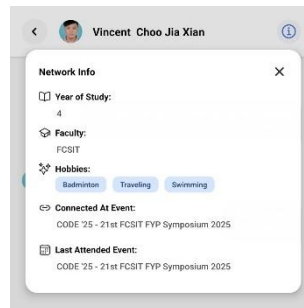 Vincent Choo Jia Xian
Network Info
Year of Study:
4
Faculty:
FCSIT
Hobbies:
Badminton Traveling Swimming
Connected At Event:
CODE '25 - 21st FCSIT FYP Symposium 2025
Last Attended Event:
CODE '25 - 21st FCSIT FYP Symposium 2025